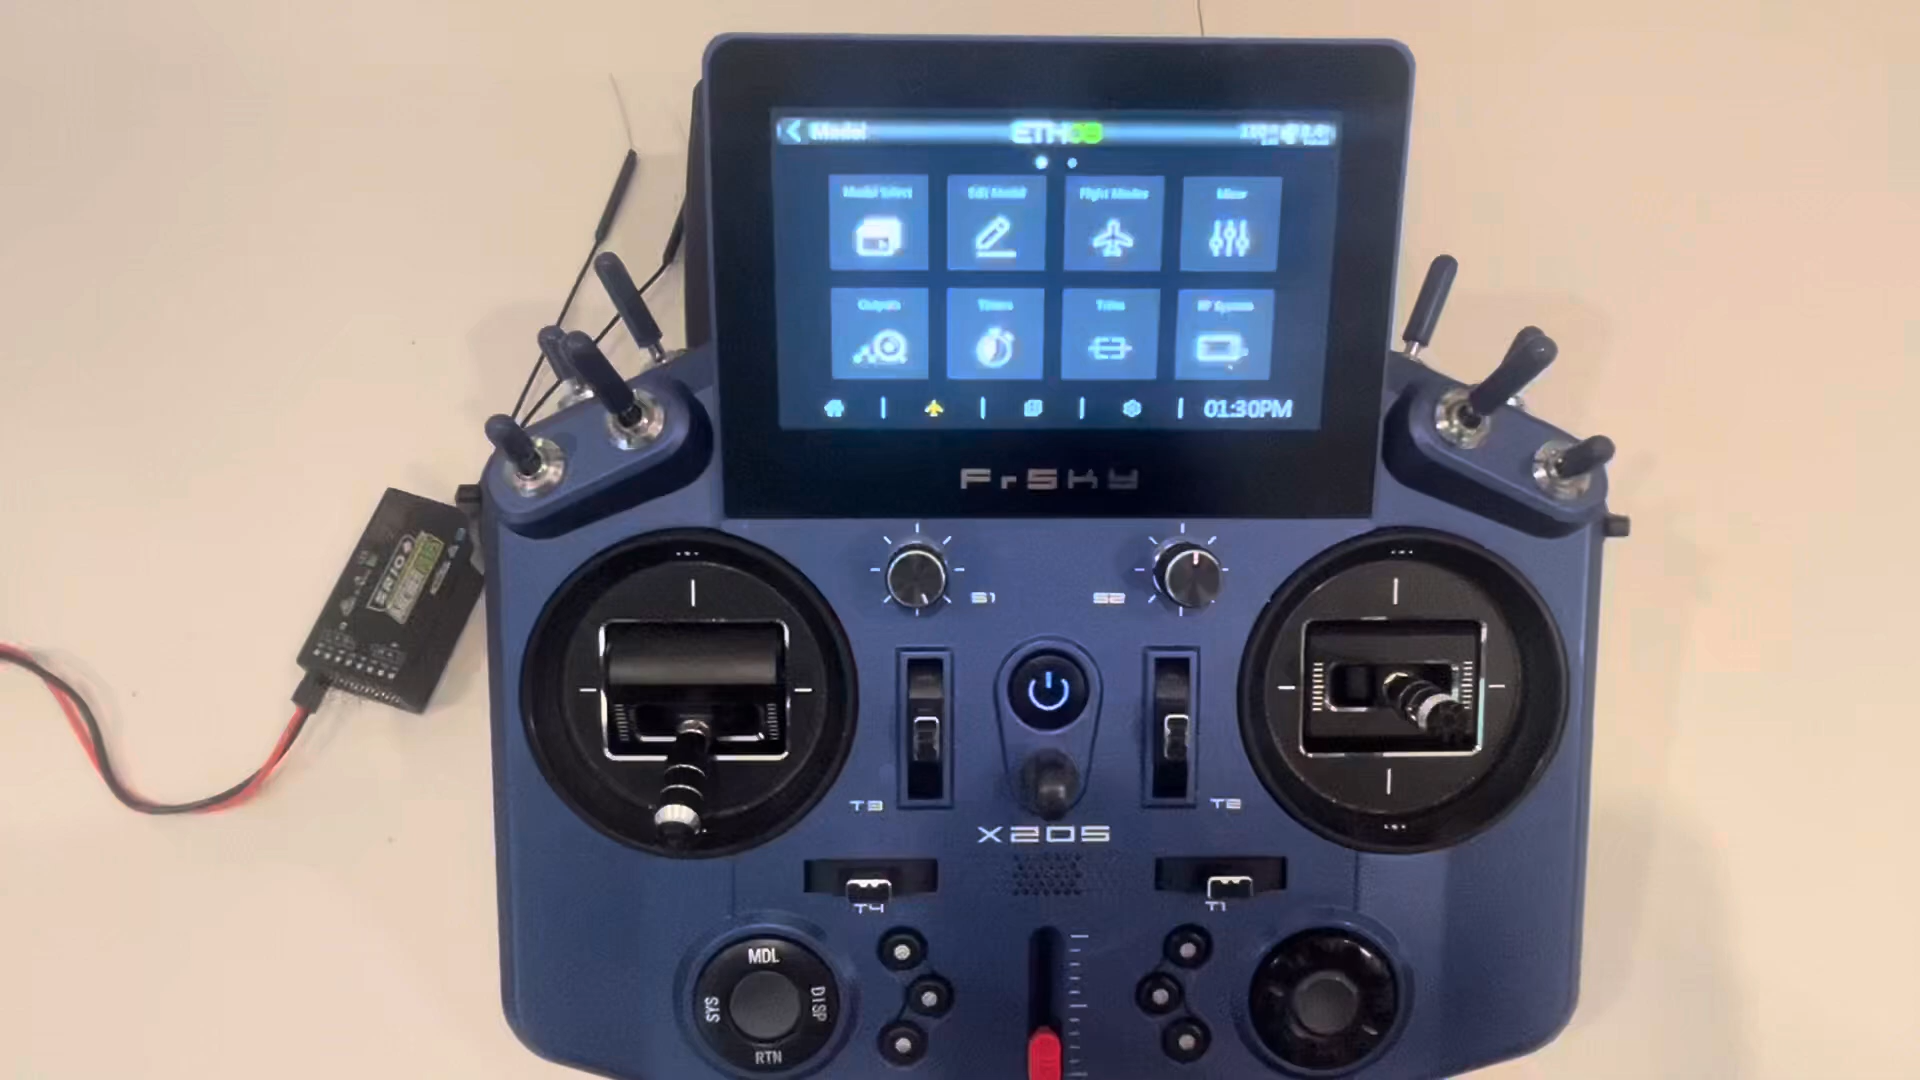 Model
ETHOS
Model Select
Edit Model
Flight Modes
Mixer
Outputs
Timers
Trims
RF System
01:30PM
FrSKY
SR10+
S1
S2
T3
T2
X20S
T4
T1
MDL
SYS
DISP
RTN